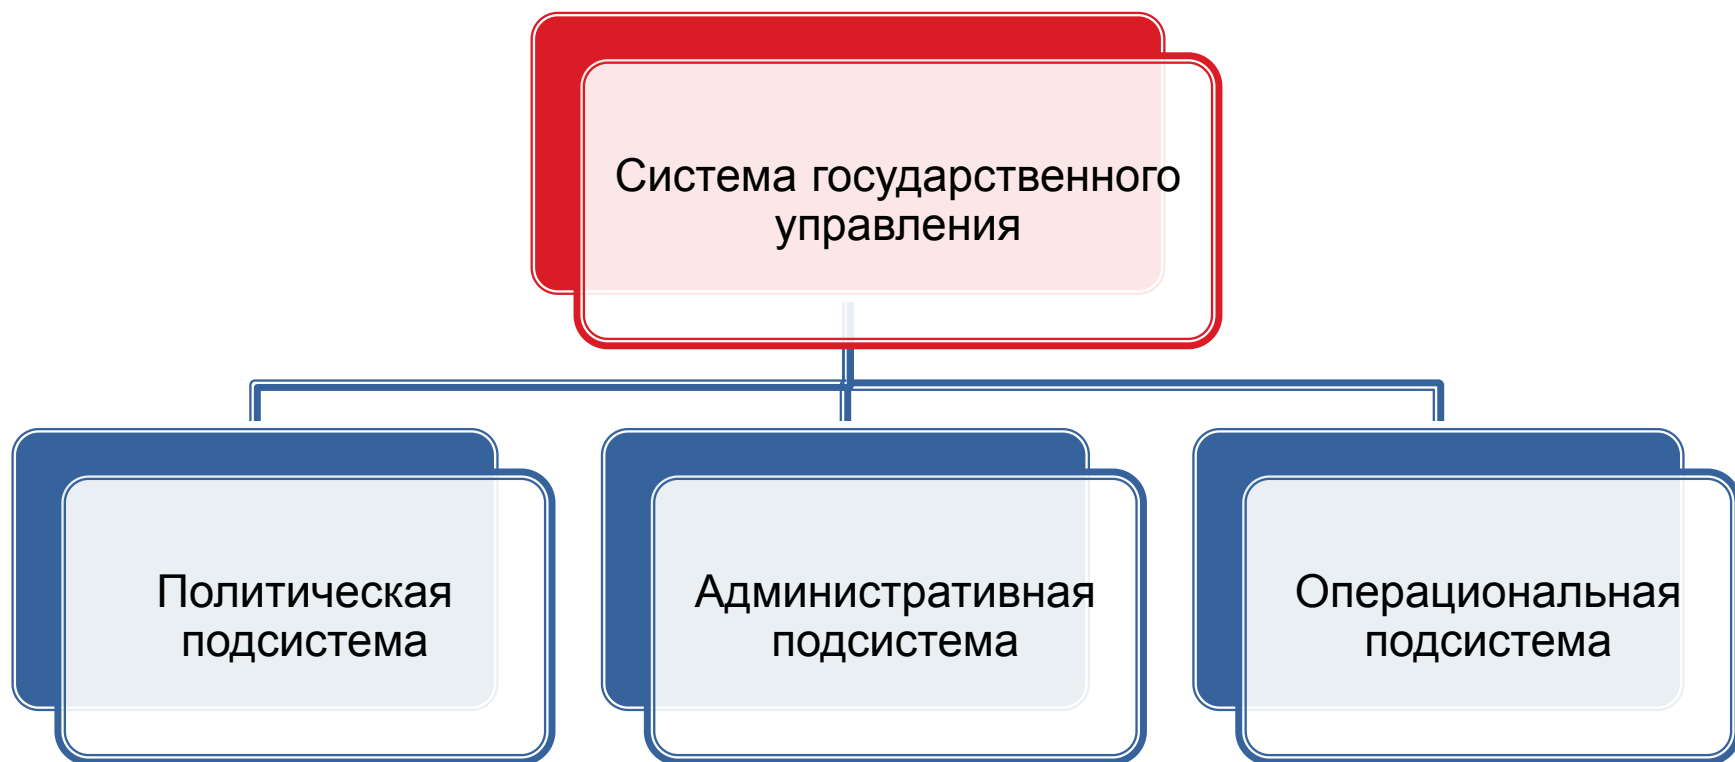 Система государственного
управления
Политическая
подсистема
Административная
подсистема
Операциональная
подсистема